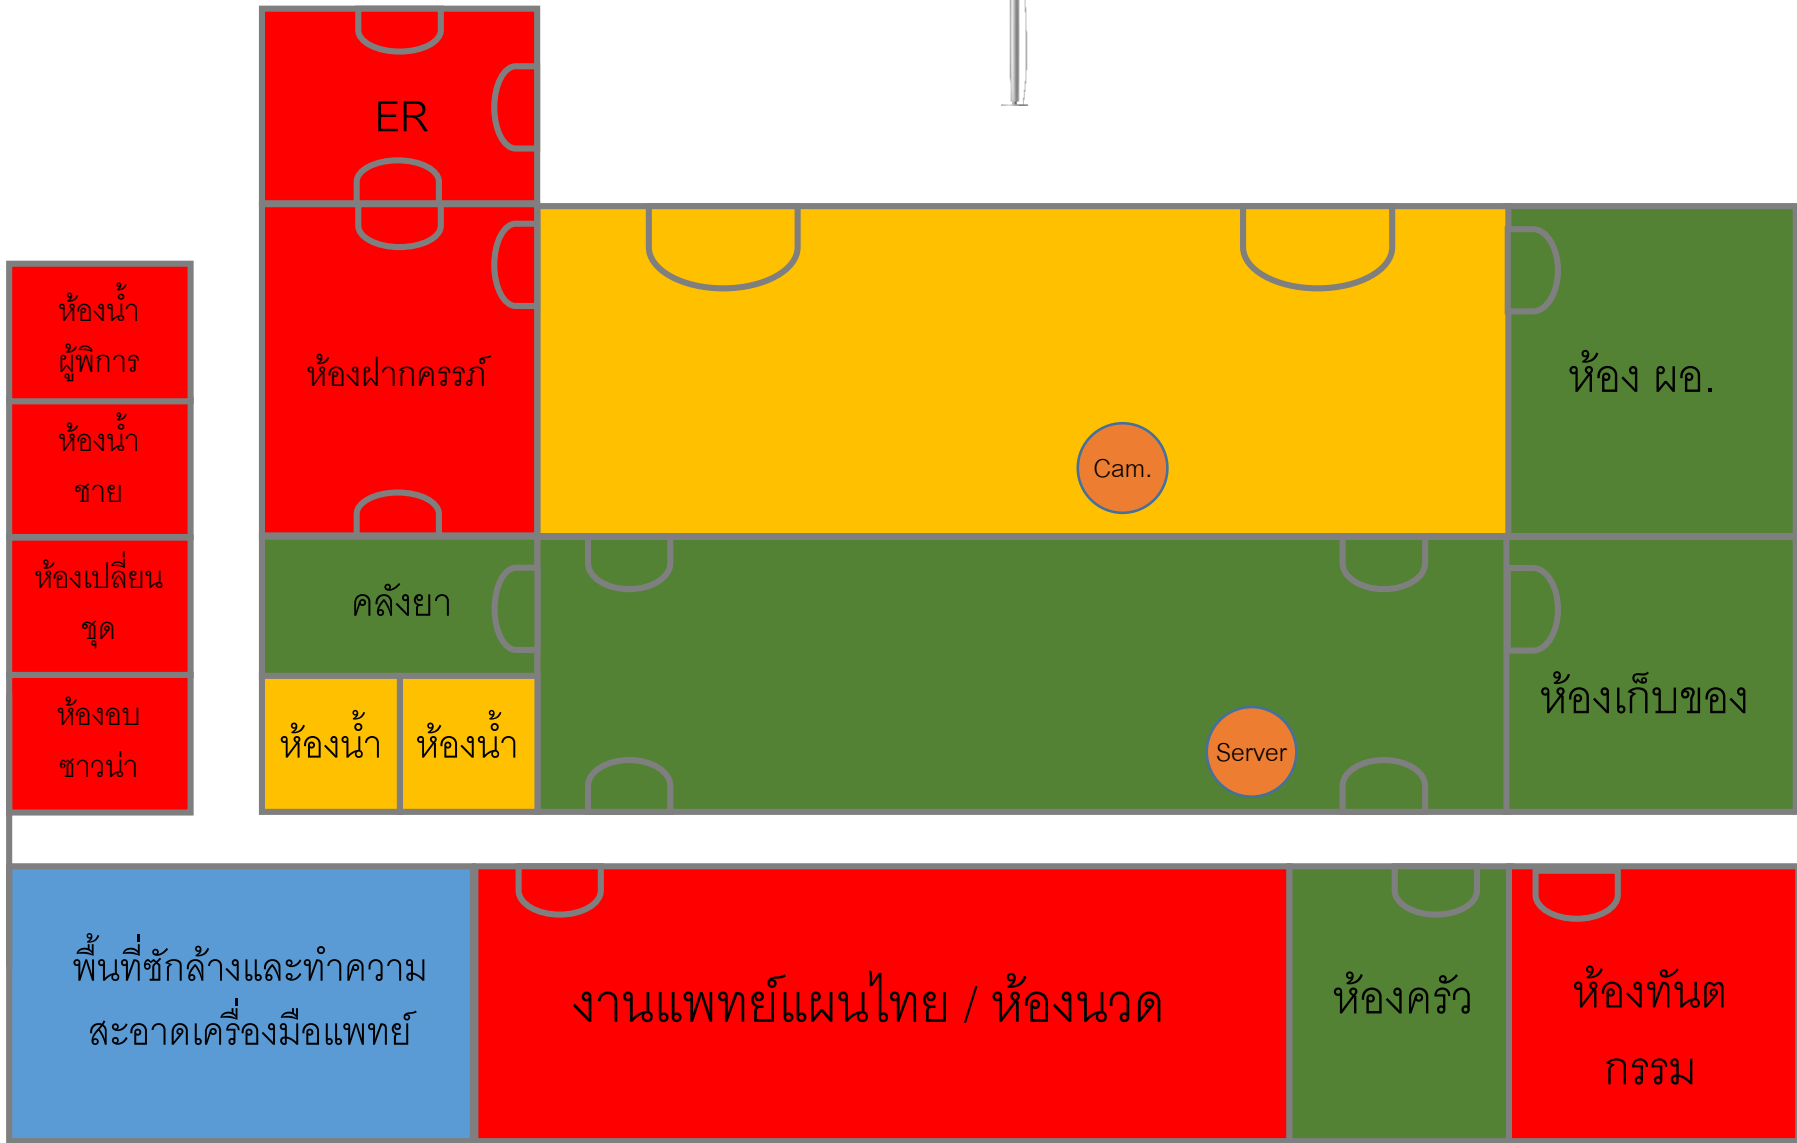 ER
ห้องน้ำ
ผู้พิการ
ห้องฝากครรภ์
ห้อง ผอ.
ห้องน้ำ
ชาย
Cam.
ห้องเปลี่ยน
ชุด
คลังยา
ห้องอบ
ซาวน่า
ห้องน้ำ
ห้องน้ำ
Server
ห้องเก็บของ
พื้นที่ซักล้างและทำความ
สะอาดเครื่องมือแพทย์
งานแพทย์แผนไทย / ห้องนวด
ห้องครัว
ห้องทันต
กรรม